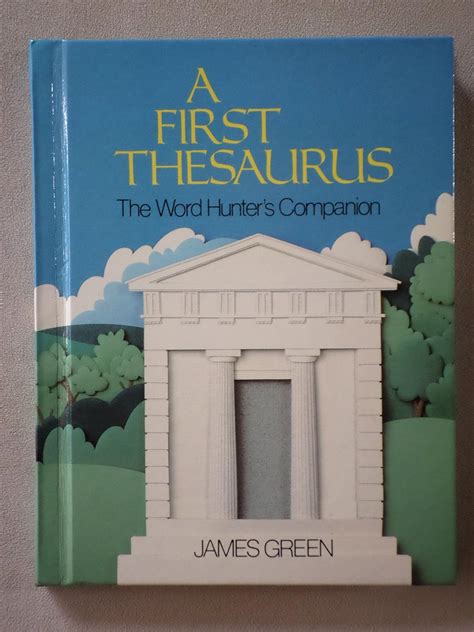 A
FIRST
THESAURUS
The Word Hunter's Companion
JAMES GREEN